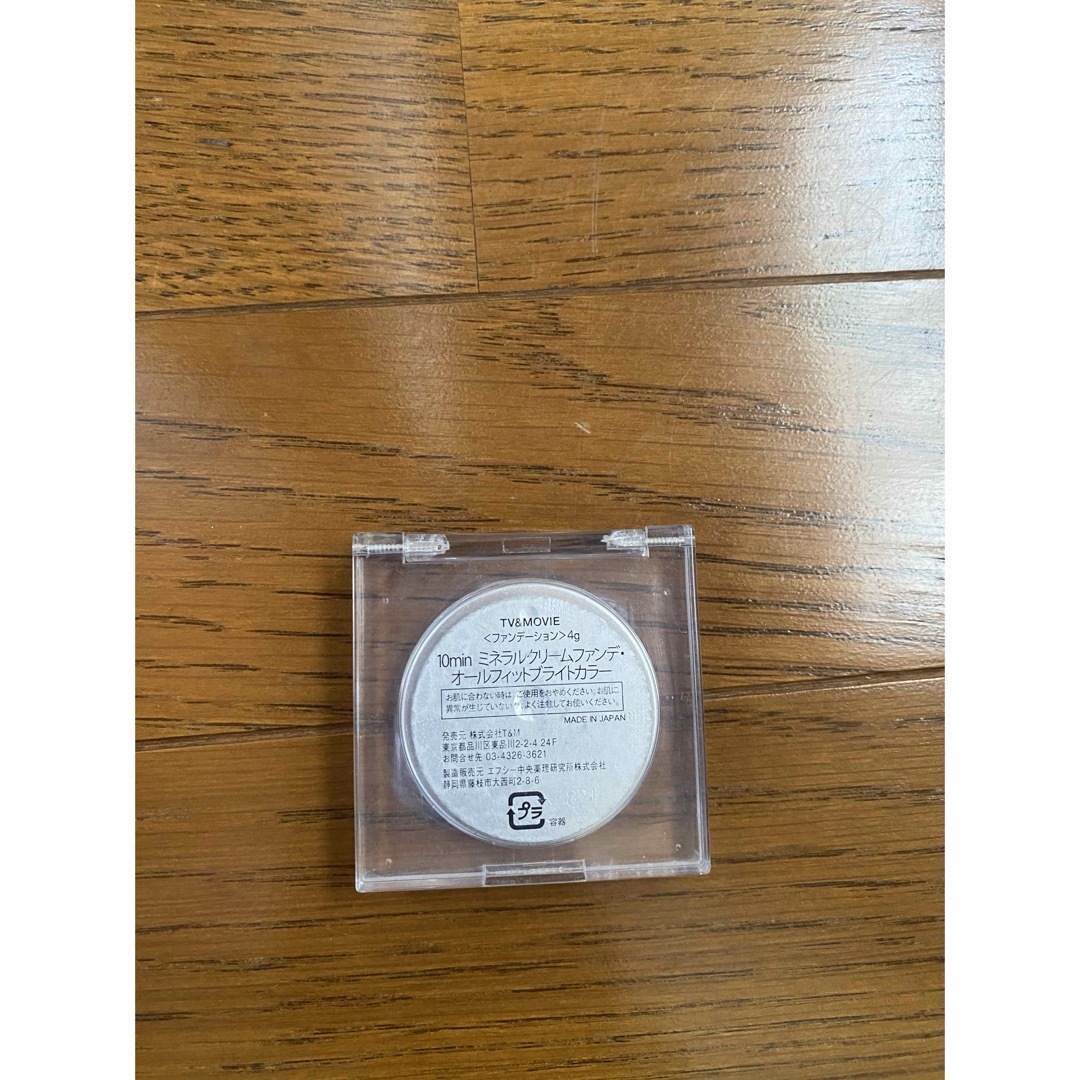 TV&MOVIE
<ファンデーション>4g
10min ミネラルクリームファンデ・
オールフィットブライトカラー
お肌に合わない時は、ご使用をおやめください。お肌に
異常が生じていないか、よく注意してお使いください。
MADE IN JAPAN
発売元 株式会社T&M
東京都品川区東品川2-2-4 24F
お問合せ先 03-4326-3621
製造販売元 エフシー中央薬理研究所株式会社
静岡県藤枝市大西町2-8-6
プラ
容器